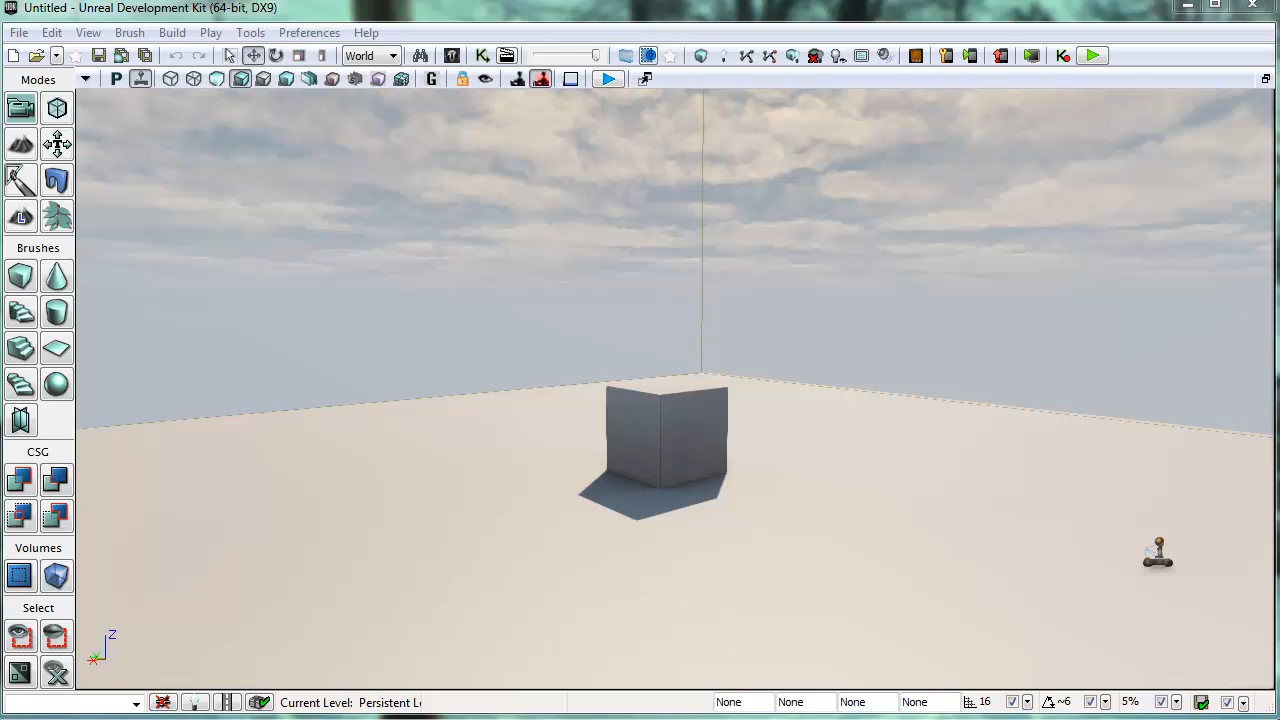 Untitled - Unreal Development Kit (64-bit, DX9)
File Edit View Brush Build Play Tools Preferences Help
World
Modes
P
G
L
Brushes
CSG
Volumes
Select
Z
Current Level: Persistent L
None None None None 16 ~6 5%